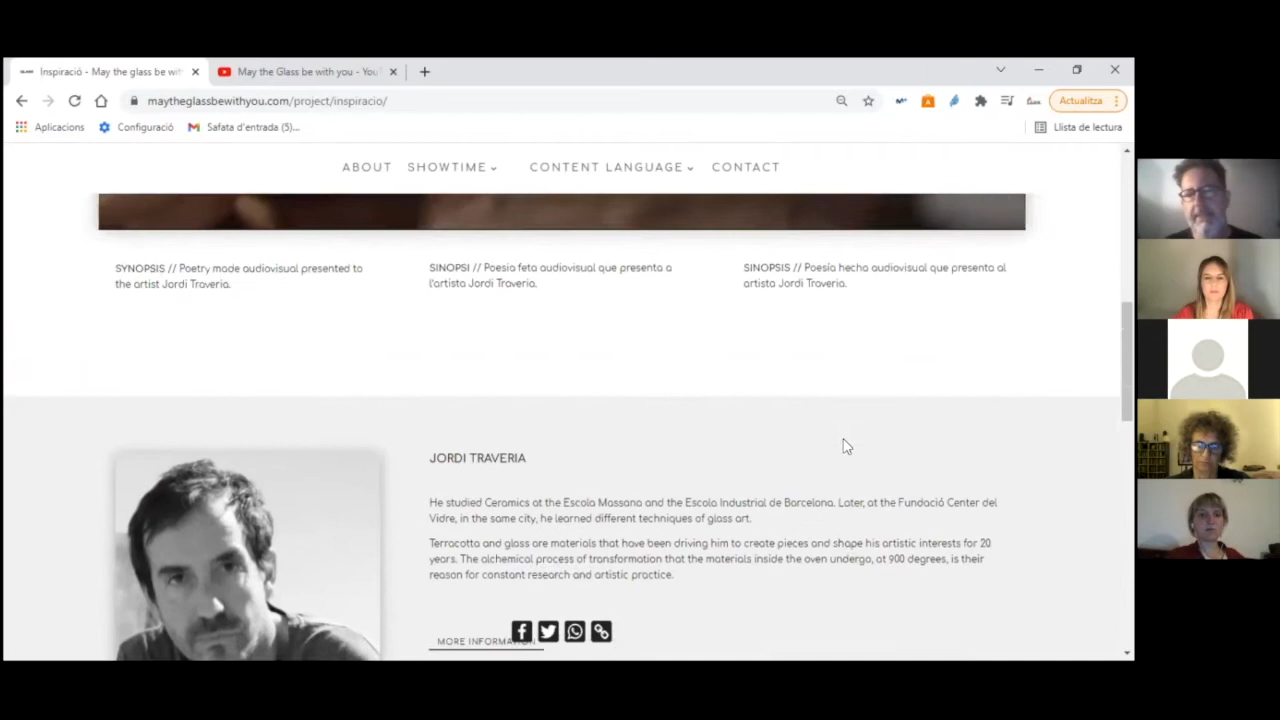 Inspiració - May the glass be wit
May the Glass be with you - You
maytheglassbewithyou.com/project/inspiracio/
Actualitza
Aplicacions
Configuració
Safata d'entrada (5)...
Llista de lectura
ABOUT SHOWTIME CONTENT LANGUAGE CONTACT
SYNOPSIS // Poetry made audiovisual presented to
the artist Jordi Traveria.
SINOPSI // Poesia feta audiovisual que presenta a
l'artista Jordi Traveria.
SINOPSIS // Poesía hecha audiovisual que presenta al
artista Jordi Traveria.
JORDI TRAVERIA
He studied Ceramics at the Escola Massana and the Escola Industrial de Barcelona. Later, at the Fundació Center del
Vidre, in the same city, he learned different techniques of glass art.
Terracotta and glass are materials that have been driving him to create pieces and shape his artistic interests for 20
years. The alchemical process of transformation that the materials inside the oven undergo, at 900 degrees, is their
reason for constant research and artistic practice.
MORE INFORMATION